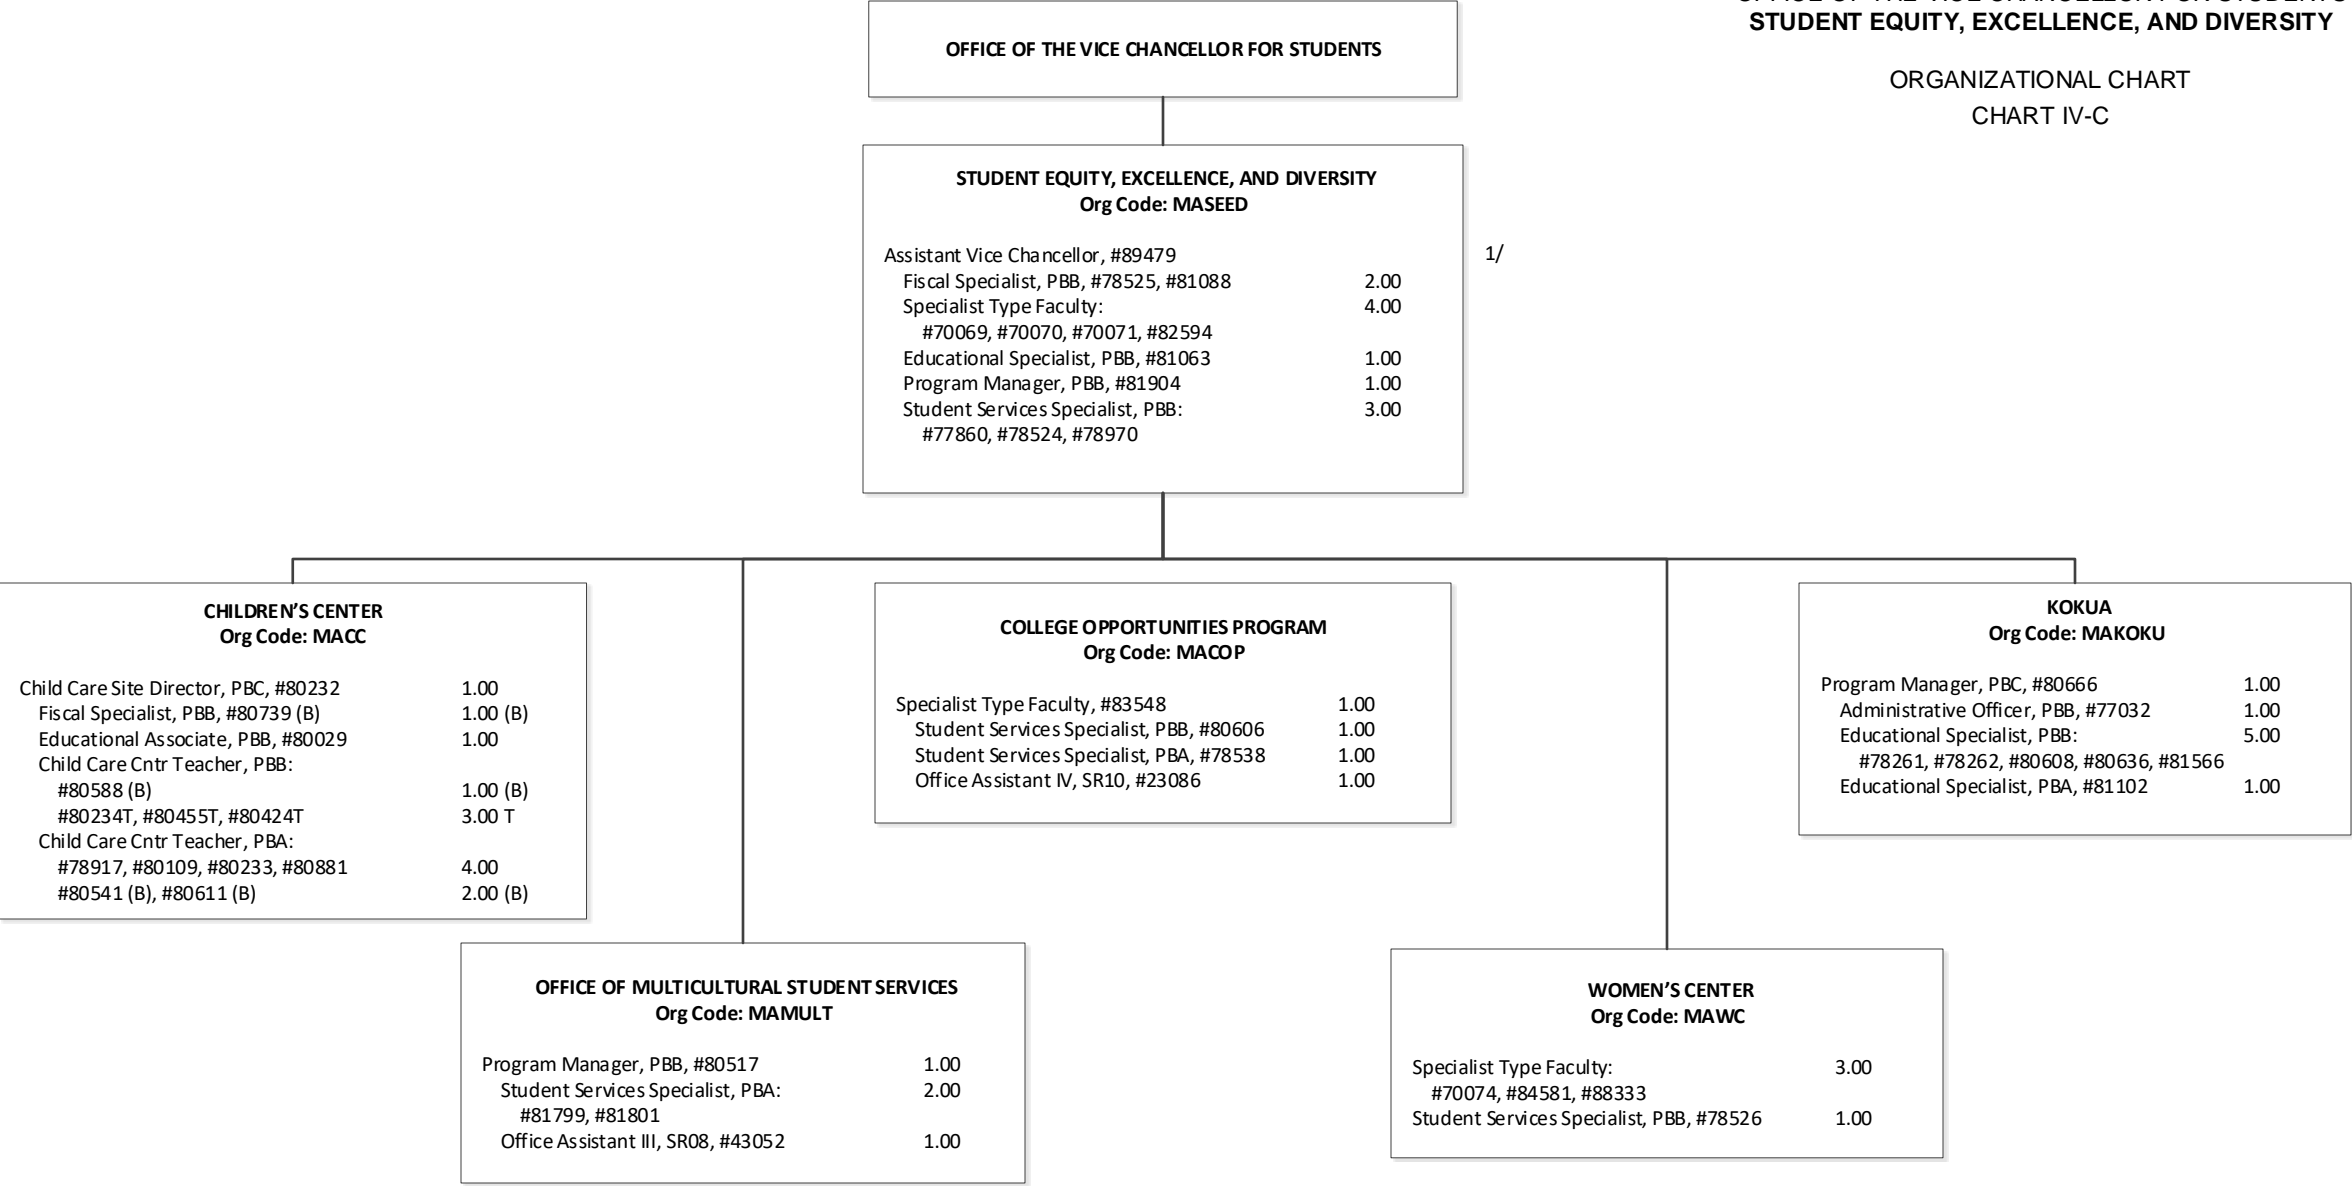 OFFICE OF THE VICE CHANCELLOR FOR STUDENTS
STUDENT EQUITY, EXCELLENCE, AND DIVERSITY
ORGANIZATIONAL CHART
CHART IV-C
OFFICE OF THE VICE CHANCELLOR FOR STUDENTS
STUDENT EQUITY, EXCELLENCE, AND DIVERSITY
Org Code: MASEED
Assistant Vice Chancellor, #89479 1/
Fiscal Specialist, PBB, #78525, #81088 2.00
Specialist Type Faculty: 4.00
#70069, #70070, #70071, #82594
Educational Specialist, PBB, #81063 1.00
Program Manager, PBB, #81904 1.00
Student Services Specialist, PBB: 3.00
#77860, #78524, #78970
CHILDREN’S CENTER
Org Code: MACC
Child Care Site Director, PBC, #80232 1.00
Fiscal Specialist, PBB, #80739 (B) 1.00 (B)
Educational Associate, PBB, #80029 1.00
Child Care Cntr Teacher, PBB:
#80588 (B) 1.00 (B)
#80234T, #80455T, #80424T 3.00 T
Child Care Cntr Teacher, PBA:
#78917, #80109, #80233, #80881 4.00
#80541 (B), #80611 (B) 2.00 (B)
COLLEGE OPPORTUNITIES PROGRAM
Org Code: MACOP
Specialist Type Faculty, #83548 1.00
Student Services Specialist, PBB, #80606 1.00
Student Services Specialist, PBA, #78538 1.00
Office Assistant IV, SR10, #23086 1.00
KOKUA
Org Code: MAKOKU
Program Manager, PBC, #80666 1.00
Administrative Officer, PBB, #77032 1.00
Educational Specialist, PBB: 5.00
#78261, #78262, #80608, #80636, #81566
Educational Specialist, PBA, #81102 1.00
OFFICE OF MULTICULTURAL STUDENT SERVICES
Org Code: MAMULT
Program Manager, PBB, #80517 1.00
Student Services Specialist, PBA: 2.00
#81799, #81801
Office Assistant III, SR08, #43052 1.00
WOMEN’S CENTER
Org Code: MAWC
Specialist Type Faculty: 3.00
#70074, #84581, #88333
Student Services Specialist, PBB, #78526 1.00